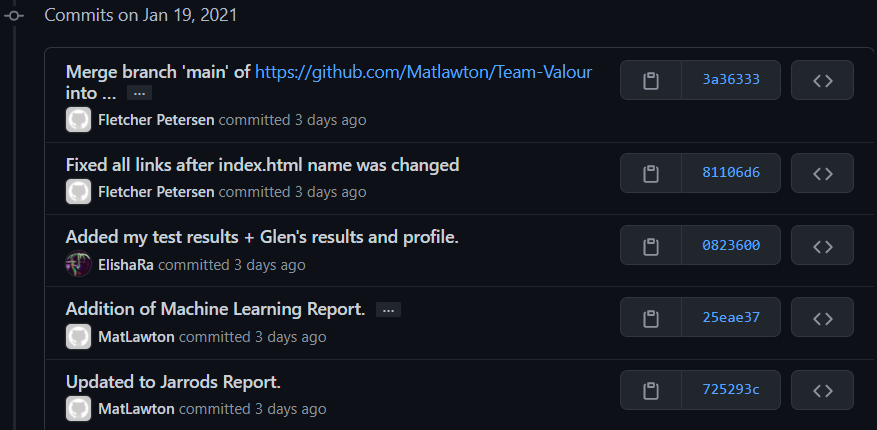 Commits on Jan 19, 2021
Merge branch 'main' of https://github.com/Matlawton/Team-Valour
into ... ...
3a36333
Fletcher Petersen committed 3 days ago
Fixed all links after index.html name was changed
81106d6
Fletcher Petersen committed 3 days ago
Added my test results + Glen's results and profile.
0823600
ElishaRa committed 3 days ago
Addition of Machine Learning Report. ...
25eae37
MatLawton committed 3 days ago
Updated to Jarrods Report.
725293c
MatLawton committed 3 days ago